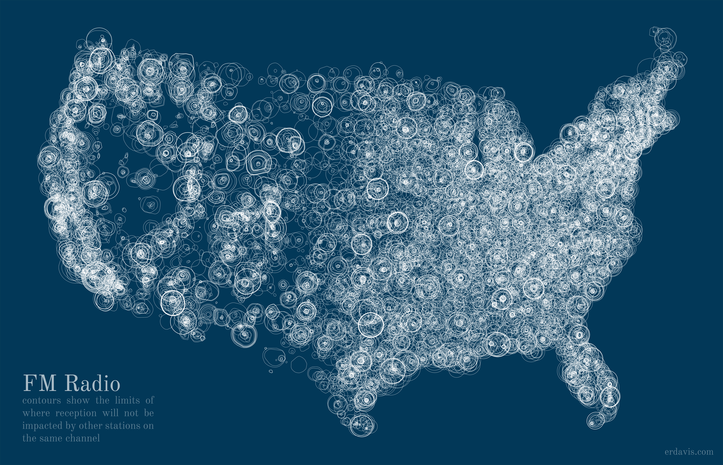 FM Radio
contours show the limits of
where reception will not be
impacted by other stations on
the same channel
erdavis.com